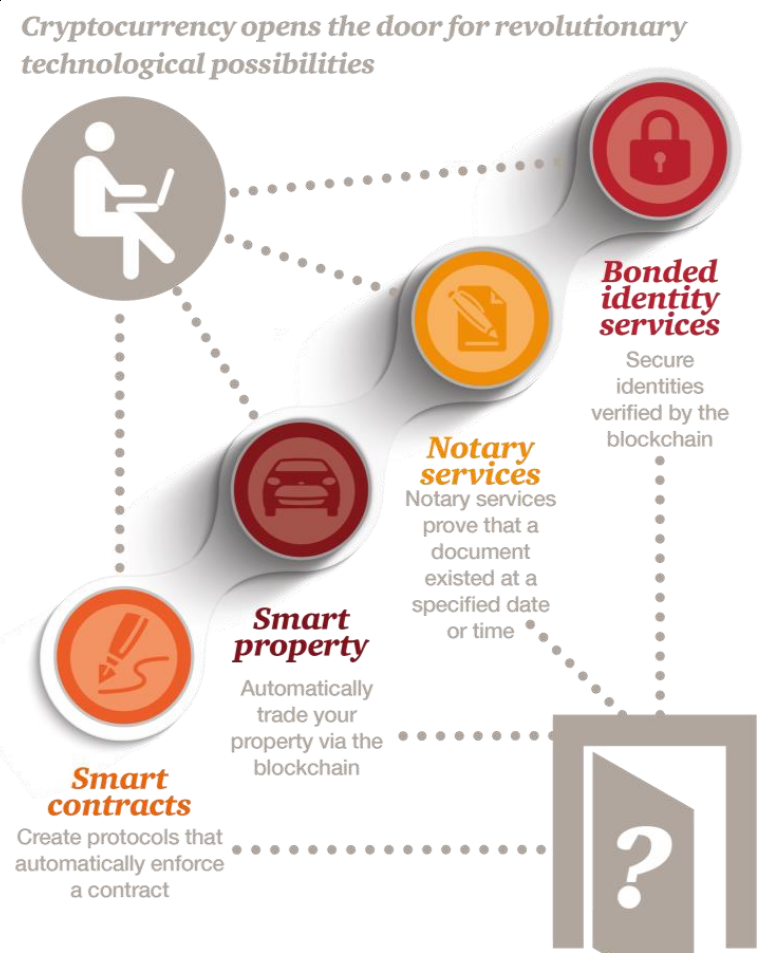 Cryptocurrency opens the door for revolutionary
technological possibilities
Bonded
identity
services
Secure
identities
verified by the
blockchain
Notary
services
Notary services
prove that a
document
existed at a
specified date
or time
Smart
property
Automatically
trade your
property via the
blockchain
Smart
contracts
Create protocols that
automatically enforce
a contract
?